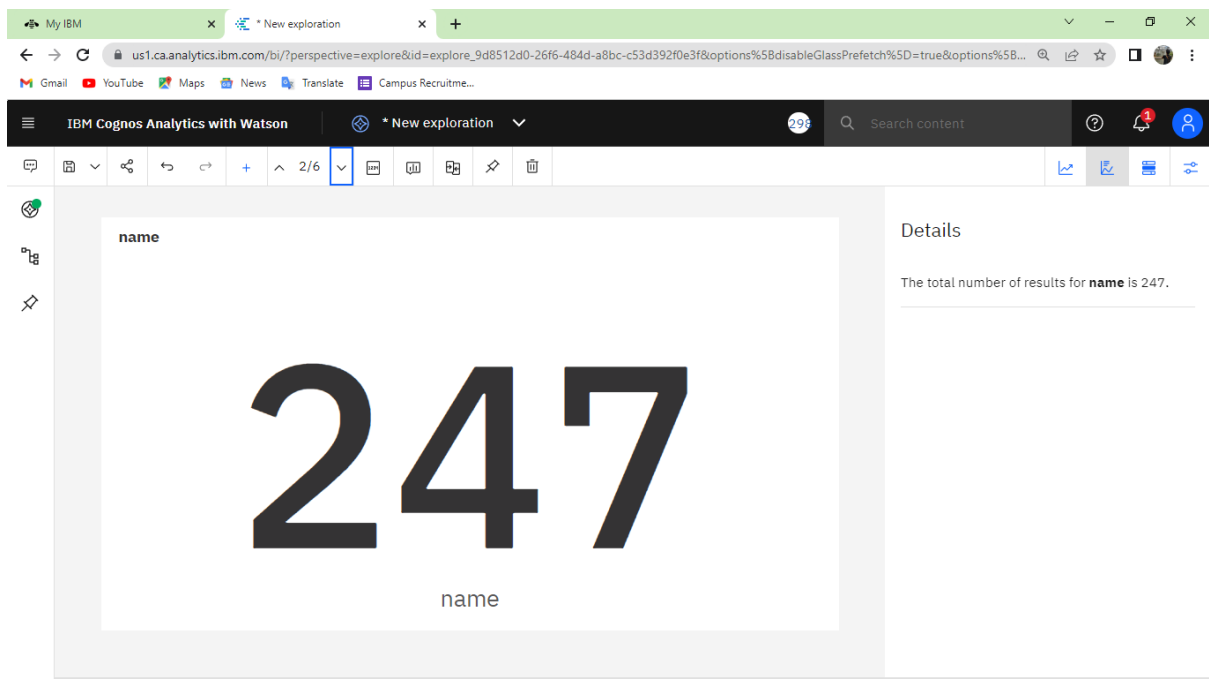 My IBM
* New exploration
us1.ca.analytics.ibm.com/bi/?perspective=explore&id=explore_9d8512d0-26f6-484d-a8bc-c53d392f0e3f&options%5BdisableGlassPrefetch%5D=true&options%5B...
Gmail YouTube Maps News Translate Campus Recruitme...
IBM Cognos Analytics with Watson * New exploration 298 Search content 1
2/6
name
Details
The total number of results for name is 247.
247
name